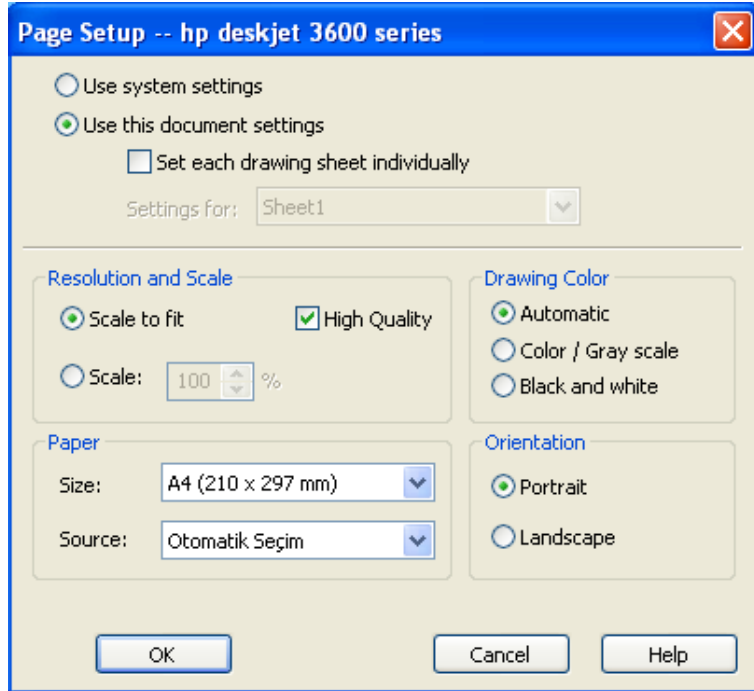 Page Setup -- hp deskjet 3600 series
Use system settings
Use this document settings
Set each drawing sheet individually
Settings for: Sheet1
Resolution and Scale
Scale to fit High Quality
Scale: 100 %
Drawing Color
Automatic
Color / Gray scale
Black and white
Paper
Size: A4 (210 x 297 mm)
Source: Otomatik Seçim
Orientation
Portrait
Landscape
OK Cancel Help